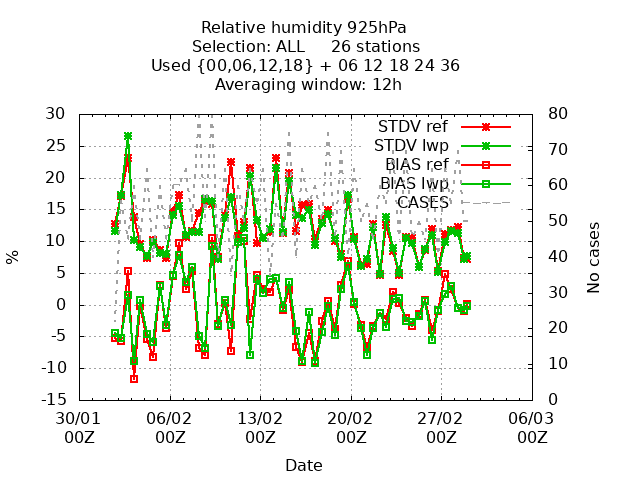 Relative humidity 925hPa
Selection: ALL 26 stations
Used {00,06,12,18} + 06 12 18 24 36
Averaging window: 12h
STDV ref
STDV lwp
BIAS ref
BIAS lwp
CASES
%
30
25
20
15
10
5
0
-5
-10
-15
80
70
60
50
40
30
20
10
0
No cases
30/01 06/02 13/02 20/02 27/02 06/03
00Z 00Z 00Z 00Z 00Z 00Z
Date